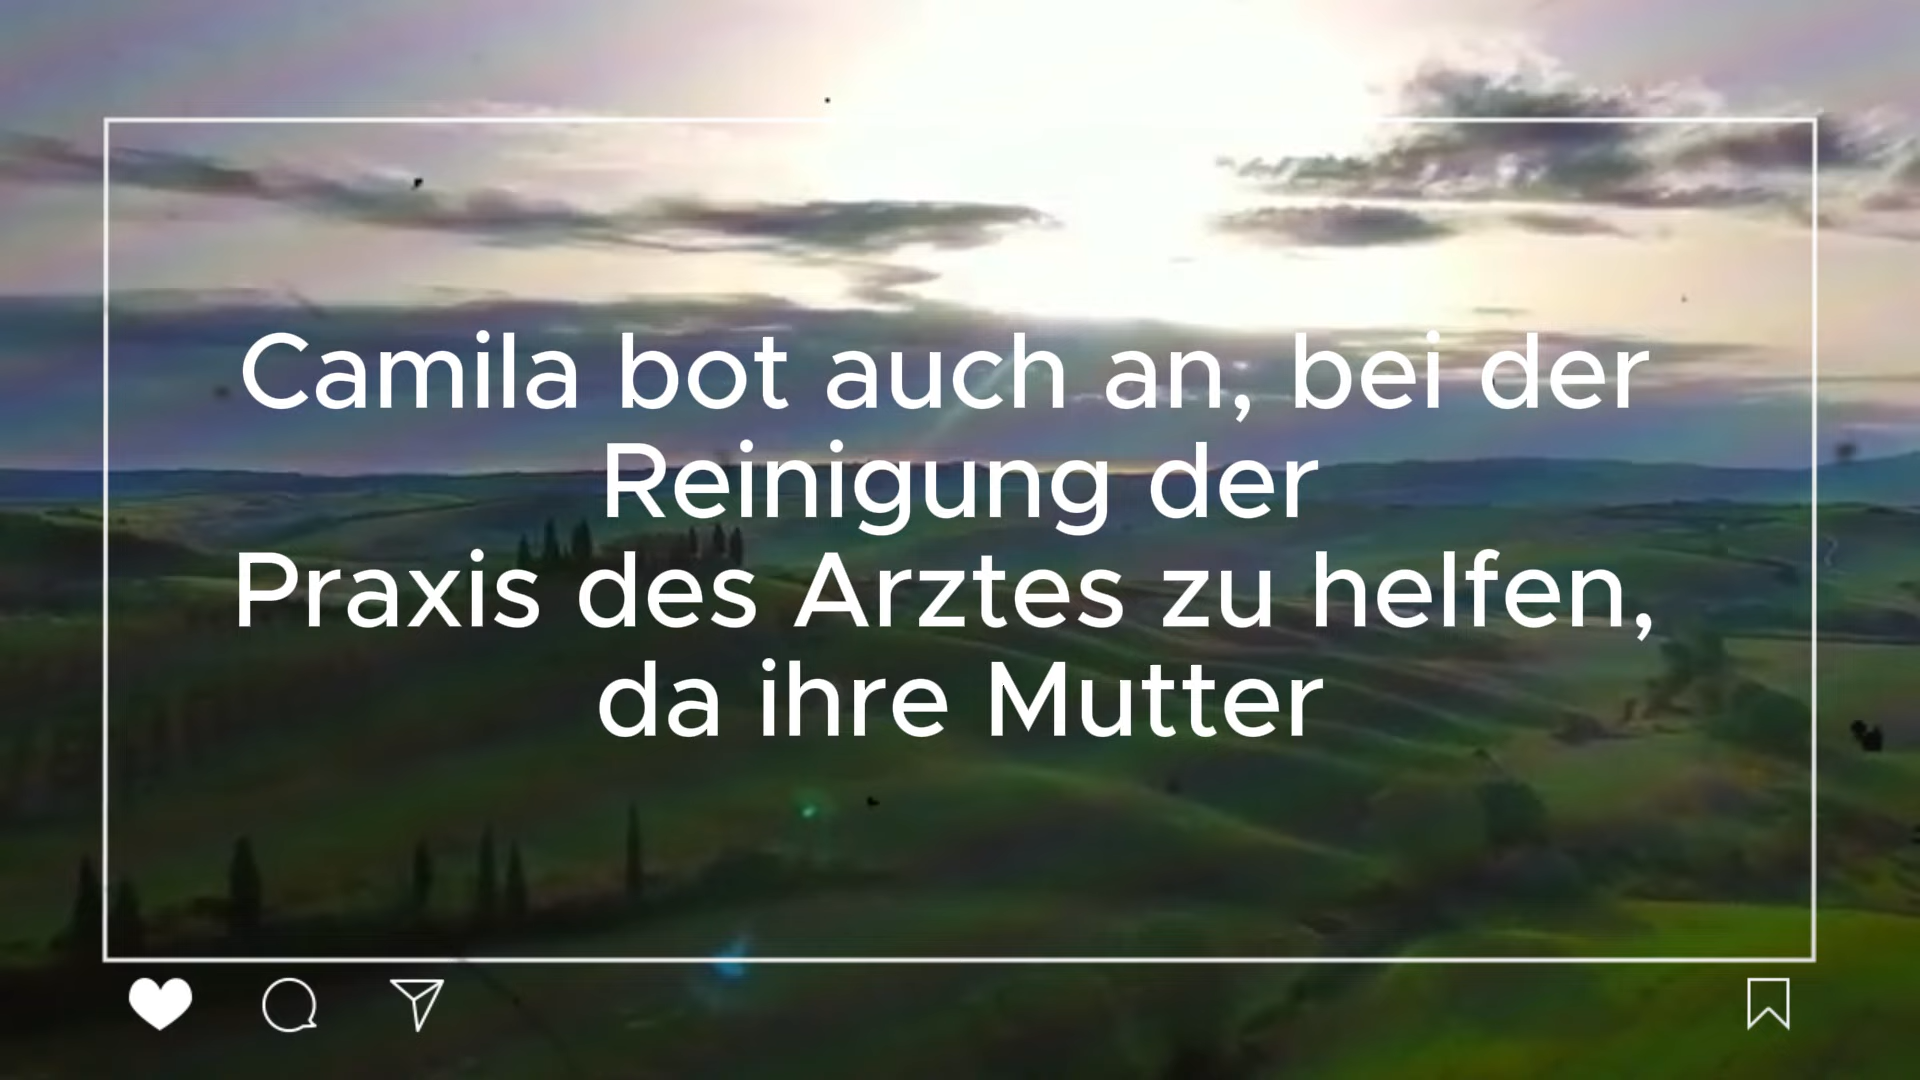 Camila bot auch an, bei der
Reinigung der
Praxis des Arztes zu helfen,
da ihre Mutter